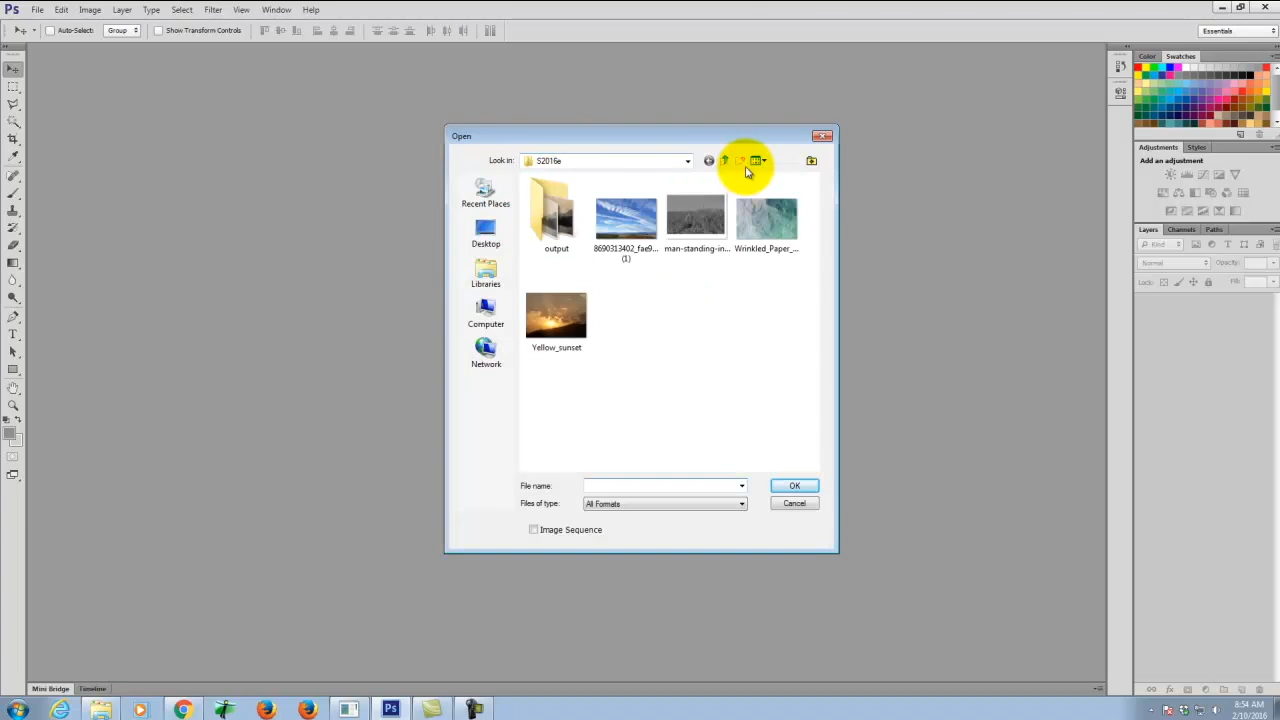 Ps File Edit Image Layer Type Select Filter View Window Help
Auto-Select: Group Show Transform Controls Essentials
Color Swatches
Open
Look in: S2016e
Adjustments Styles
Add an adjustment
Recent Places
Desktop
Libraries
Computer
Network
output
8690313402_fae9...
(1)
man-standing-in...
Wrinkled_Paper_...
Yellow_sunset
Layers Channels Paths
Kind
Normal Opacity:
Lock: Fill:
File name: OK
Files of type: All Formats Cancel
Image Sequence
Mini Bridge Timeline
Ps
8:54 AM
2/10/2016